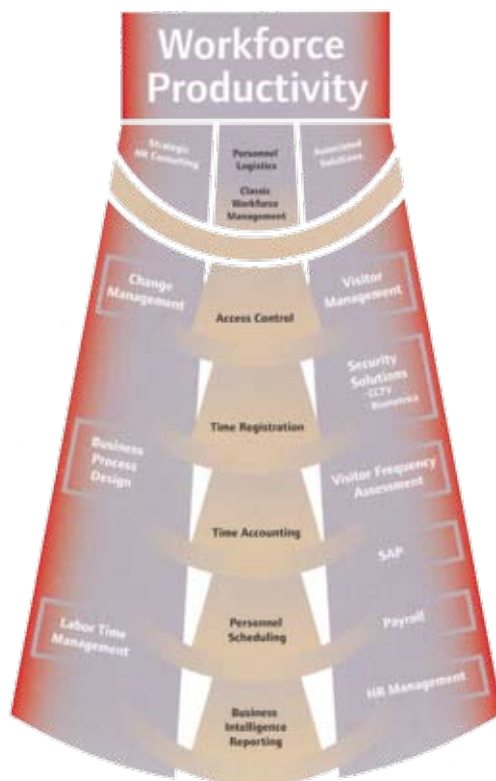 Workforce
Productivity
Strategic
HR Consulting
Personnel
Logistics
Classic
Workforce
Management
Associated
Solutions
Change
Management
Access Control
Visitor
Management
Security
Solutions
-CCTV
Biometrics
Time Registration
Business
Process
Design
Visitor Frequency
Assessment
Time Accounting
SAP
Labor Time
Management
Personnel
Scheduling
Payroll
HR Management
Business
Intelligence
Reporting